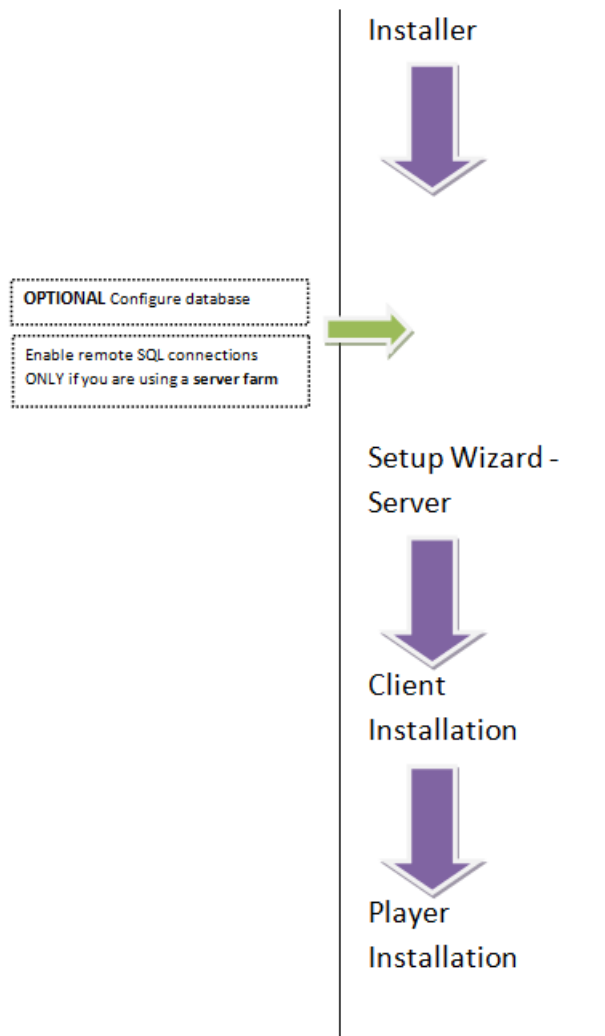 Installer
OPTIONAL Configure database
Enable remote SQL connections
ONLY if you are using a server farm
Setup Wizard -
Server
Client
Installation
Player
Installation